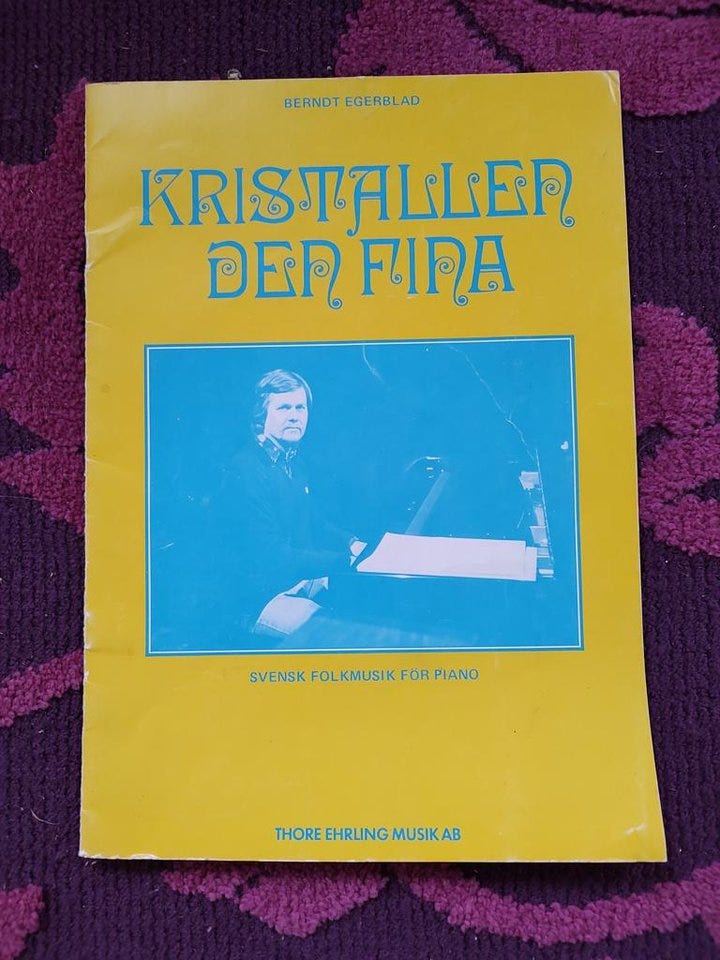 BERNDT EGERBLAD
KRISTALLEN
DEN FINA
SVENSK FOLKMUSIK FÖR PIANO
THORE EHRLING MUSIK AB